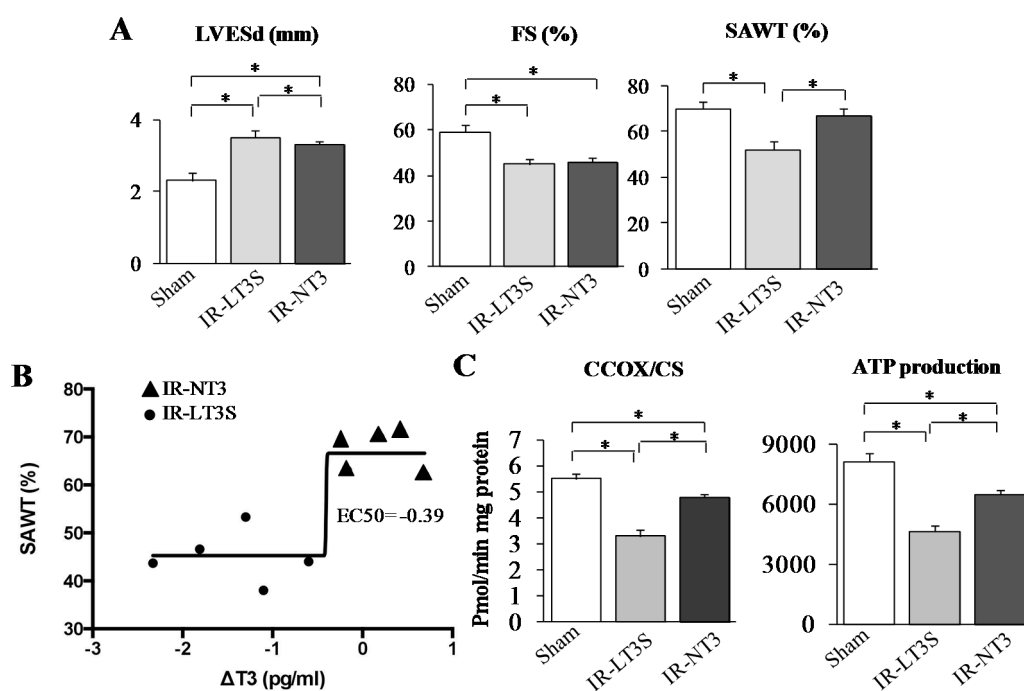 A
LVESd (mm)
FS (%)
SAWT (%)
* * *
* *
* *
4
2
0
80
60
40
20
0
80
60
40
20
0
Sham
IR-LT3S
IR-NT3
Sham
IR-LT3S
IR-NT3
Sham
IR-LT3S
IR-NT3
B
80
70
60
50
40
30
SAWT (%)
IR-NT3
IR-LT3S
EC50= -0.39
-3 -2 -1 0 1
ΔT3 (pg/ml)
C
CCOX/CS
ATP production
* * *
* * *
Pmol/min mg protein
7
6
5
4
3
2
1
0
9000
6000
3000
0
Sham
IR-LT3S
IR-NT3
Sham
IR-LT3S
IR-NT3